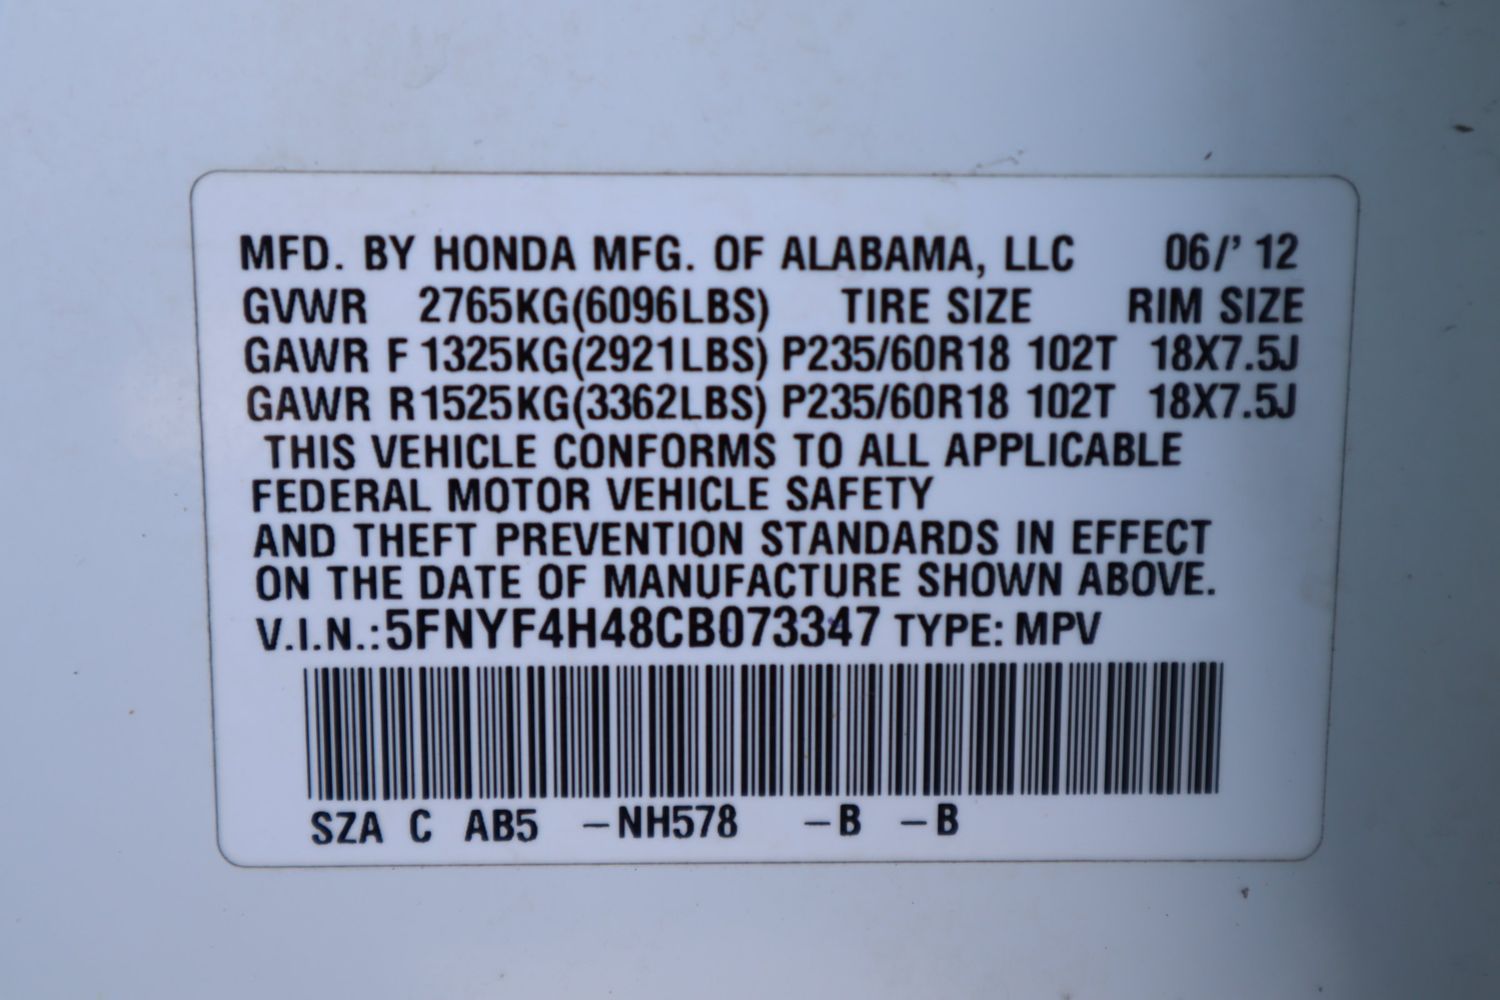 MFD. BY HONDA MFG. OF ALABAMA, LLC 06/' 12
GVWR 2765KG(6096LBS) TIRE SIZE RIM SIZE
GAWR F 1325KG(2921LBS) P235/60R18 102T 18X7.5J
GAWR R 1525KG(3362LBS) P235/60R18 102T 18X7.5J
THIS VEHICLE CONFORMS TO ALL APPLICABLE
FEDERAL MOTOR VEHICLE SAFETY
AND THEFT PREVENTION STANDARDS IN EFFECT
ON THE DATE OF MANUFACTURE SHOWN ABOVE.
V.I.N.: 5FNYF4H48CB073347 TYPE: MPV
SZA C AB5 –NH578 –B –B